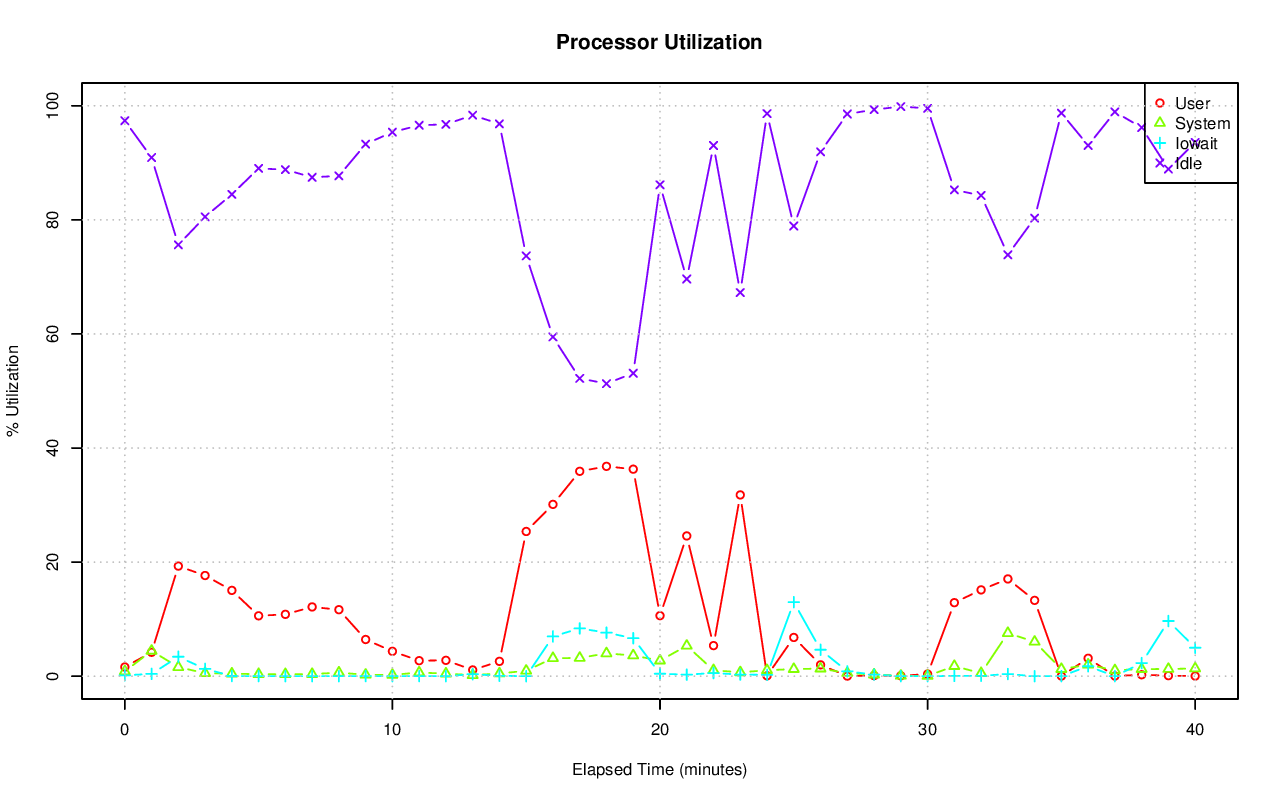 Processor Utilization
100
80
60
40
20
0
% Utilization
User
System
Iowait
Idle
0 10 20 30 40
Elapsed Time (minutes)